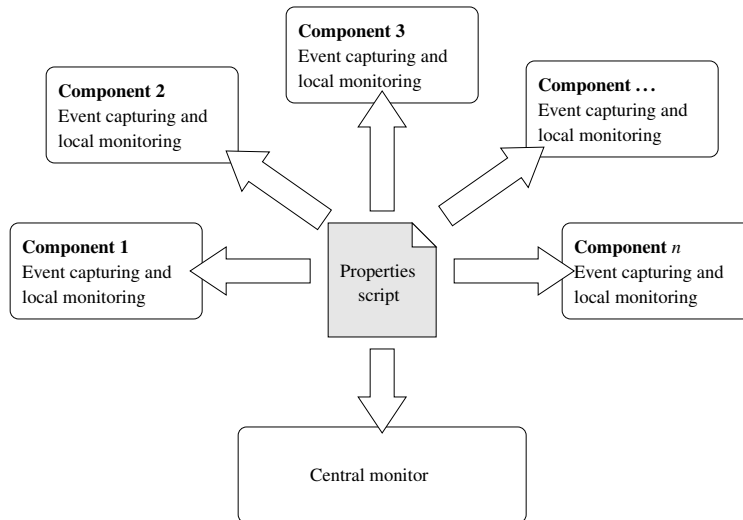 Component 3
Event capturing and
local monitoring
Component 2
Event capturing and
local monitoring
Component ...
Event capturing and
local monitoring
Component 1
Event capturing and
local monitoring
Properties
script
Component n
Event capturing and
local monitoring
Central monitor